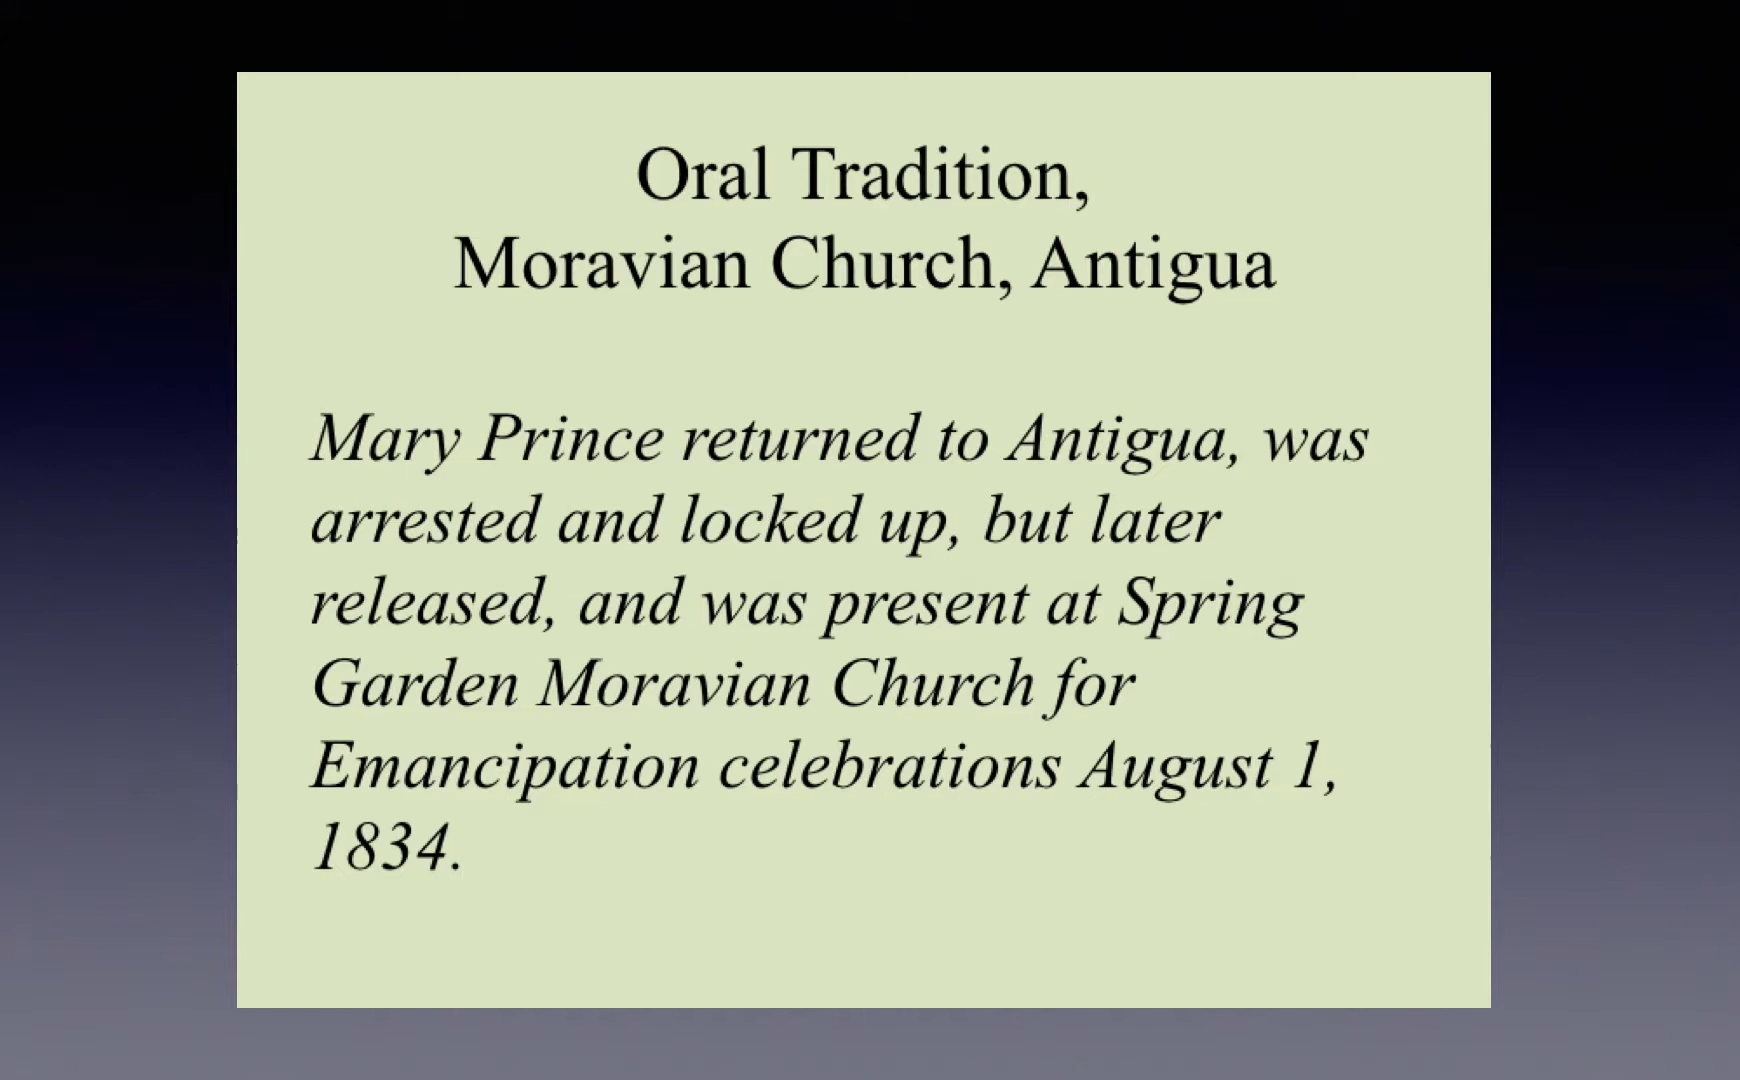 Oral Tradition,
Moravian Church, Antigua
Mary Prince returned to Antigua, was
arrested and locked up, but later
released, and was present at Spring
Garden Moravian Church for
Emancipation celebrations August 1,
1834.